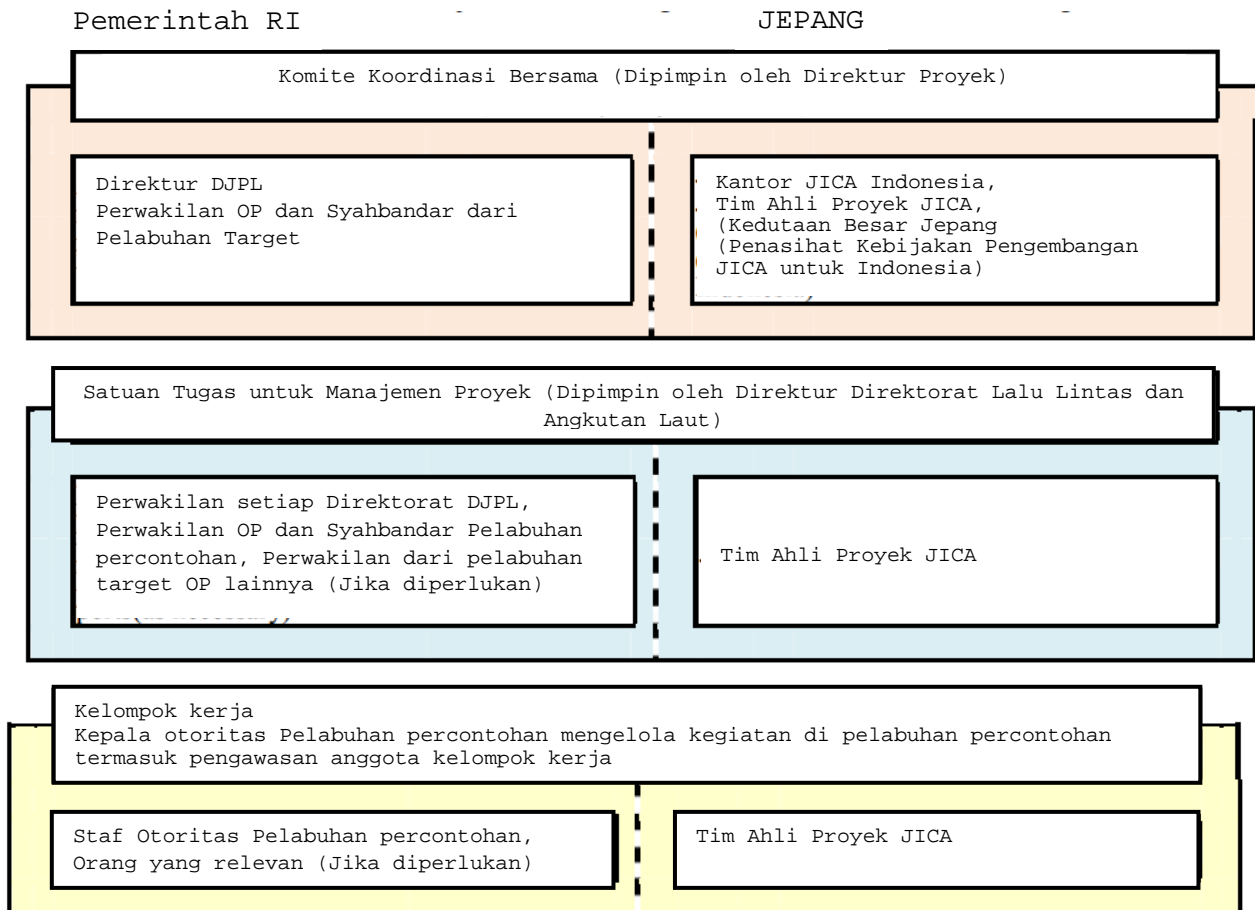 Pemerintah RI
JEPANG
Komite Koordinasi Bersama (Dipimpin oleh Direktur Proyek)
Direktur DJPL
Perwakilan OP dan Syahbandar dari
Pelabuhan Target
Kantor JICA Indonesia,
Tim Ahli Proyek JICA,
(Kedutaan Besar Jepang
(Penasihat Kebijakan Pengembangan
JICA untuk Indonesia)
Satuan Tugas untuk Manajemen Proyek (Dipimpin oleh Direktur Direktorat Lalu Lintas dan
Angkutan Laut)
Perwakilan setiap Direktorat DJPL,
Perwakilan OP dan Syahbandar Pelabuhan
percontohan, Perwakilan dari pelabuhan
target OP lainnya (Jika diperlukan)
Tim Ahli Proyek JICA
Kelompok kerja
Kepala otoritas Pelabuhan percontohan mengelola kegiatan di pelabuhan percontohan
termasuk pengawasan anggota kelompok kerja
Staf Otoritas Pelabuhan percontohan,
Orang yang relevan (Jika diperlukan)
Tim Ahli Proyek JICA